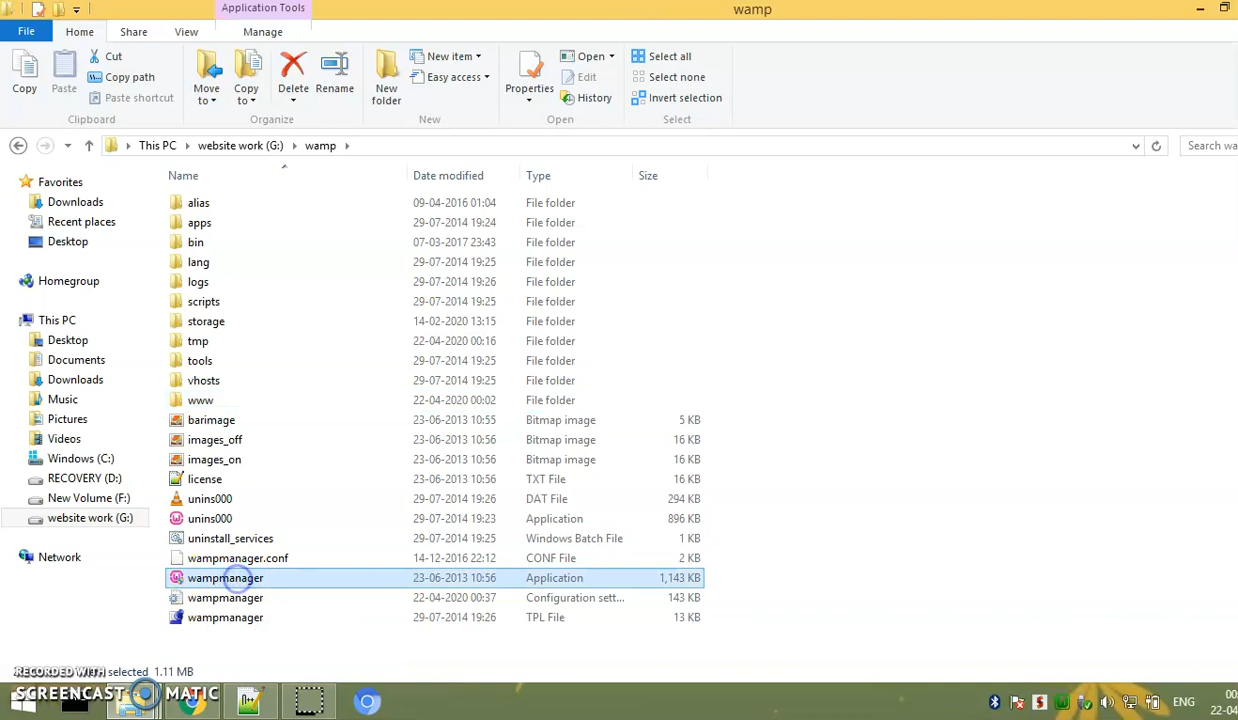 Application Tools
wamp
File
Home
Share
View
Manage
Copy
Paste
Cut
Copy path
Paste shortcut
Clipboard
Move to
Copy to
Delete
Rename
Organize
New folder
New item
Easy access
New
Properties
Open
Edit
History
Open
Select all
Select none
Invert selection
Select
This PC
website work (G:)
wamp
Search wa
Name
Date modified
Type
Size
alias 09-04-2016 01:04 File folder
apps 29-07-2014 19:24 File folder
bin 07-03-2017 23:43 File folder
lang 29-07-2014 19:25 File folder
logs 29-07-2014 19:26 File folder
scripts 29-07-2014 19:25 File folder
storage 14-02-2020 13:15 File folder
tmp 22-04-2020 00:16 File folder
tools 29-07-2014 19:25 File folder
vhosts 29-07-2014 19:25 File folder
www 22-04-2020 00:02 File folder
barimage 23-06-2013 10:55 Bitmap image 5 KB
images_off 23-06-2013 10:56 Bitmap image 16 KB
images_on 23-06-2013 10:56 Bitmap image 16 KB
license 23-06-2013 10:56 TXT File 16 KB
unins000 29-07-2014 19:26 DAT File 294 KB
unins000 29-07-2014 19:23 Application 896 KB
uninstall_services 29-07-2014 19:25 Windows Batch File 1 KB
wampmanager.conf 14-12-2016 22:12 CONF File 2 KB
wampmanager 23-06-2013 10:56 Application 1,143 KB
wampmanager 22-04-2020 00:37 Configuration sett... 143 KB
wampmanager 29-07-2014 19:26 TPL File 13 KB
Favorites
Downloads
Recent places
Desktop
Homegroup
This PC
Desktop
Documents
Downloads
Music
Pictures
Videos
Windows (C:)
RECOVERY (D:)
New Volume (F:)
website work (G:)
Network
selected 1.11 MB
RECORDED WITH
SCREENCAST MATIC
ENG
00:
22-04